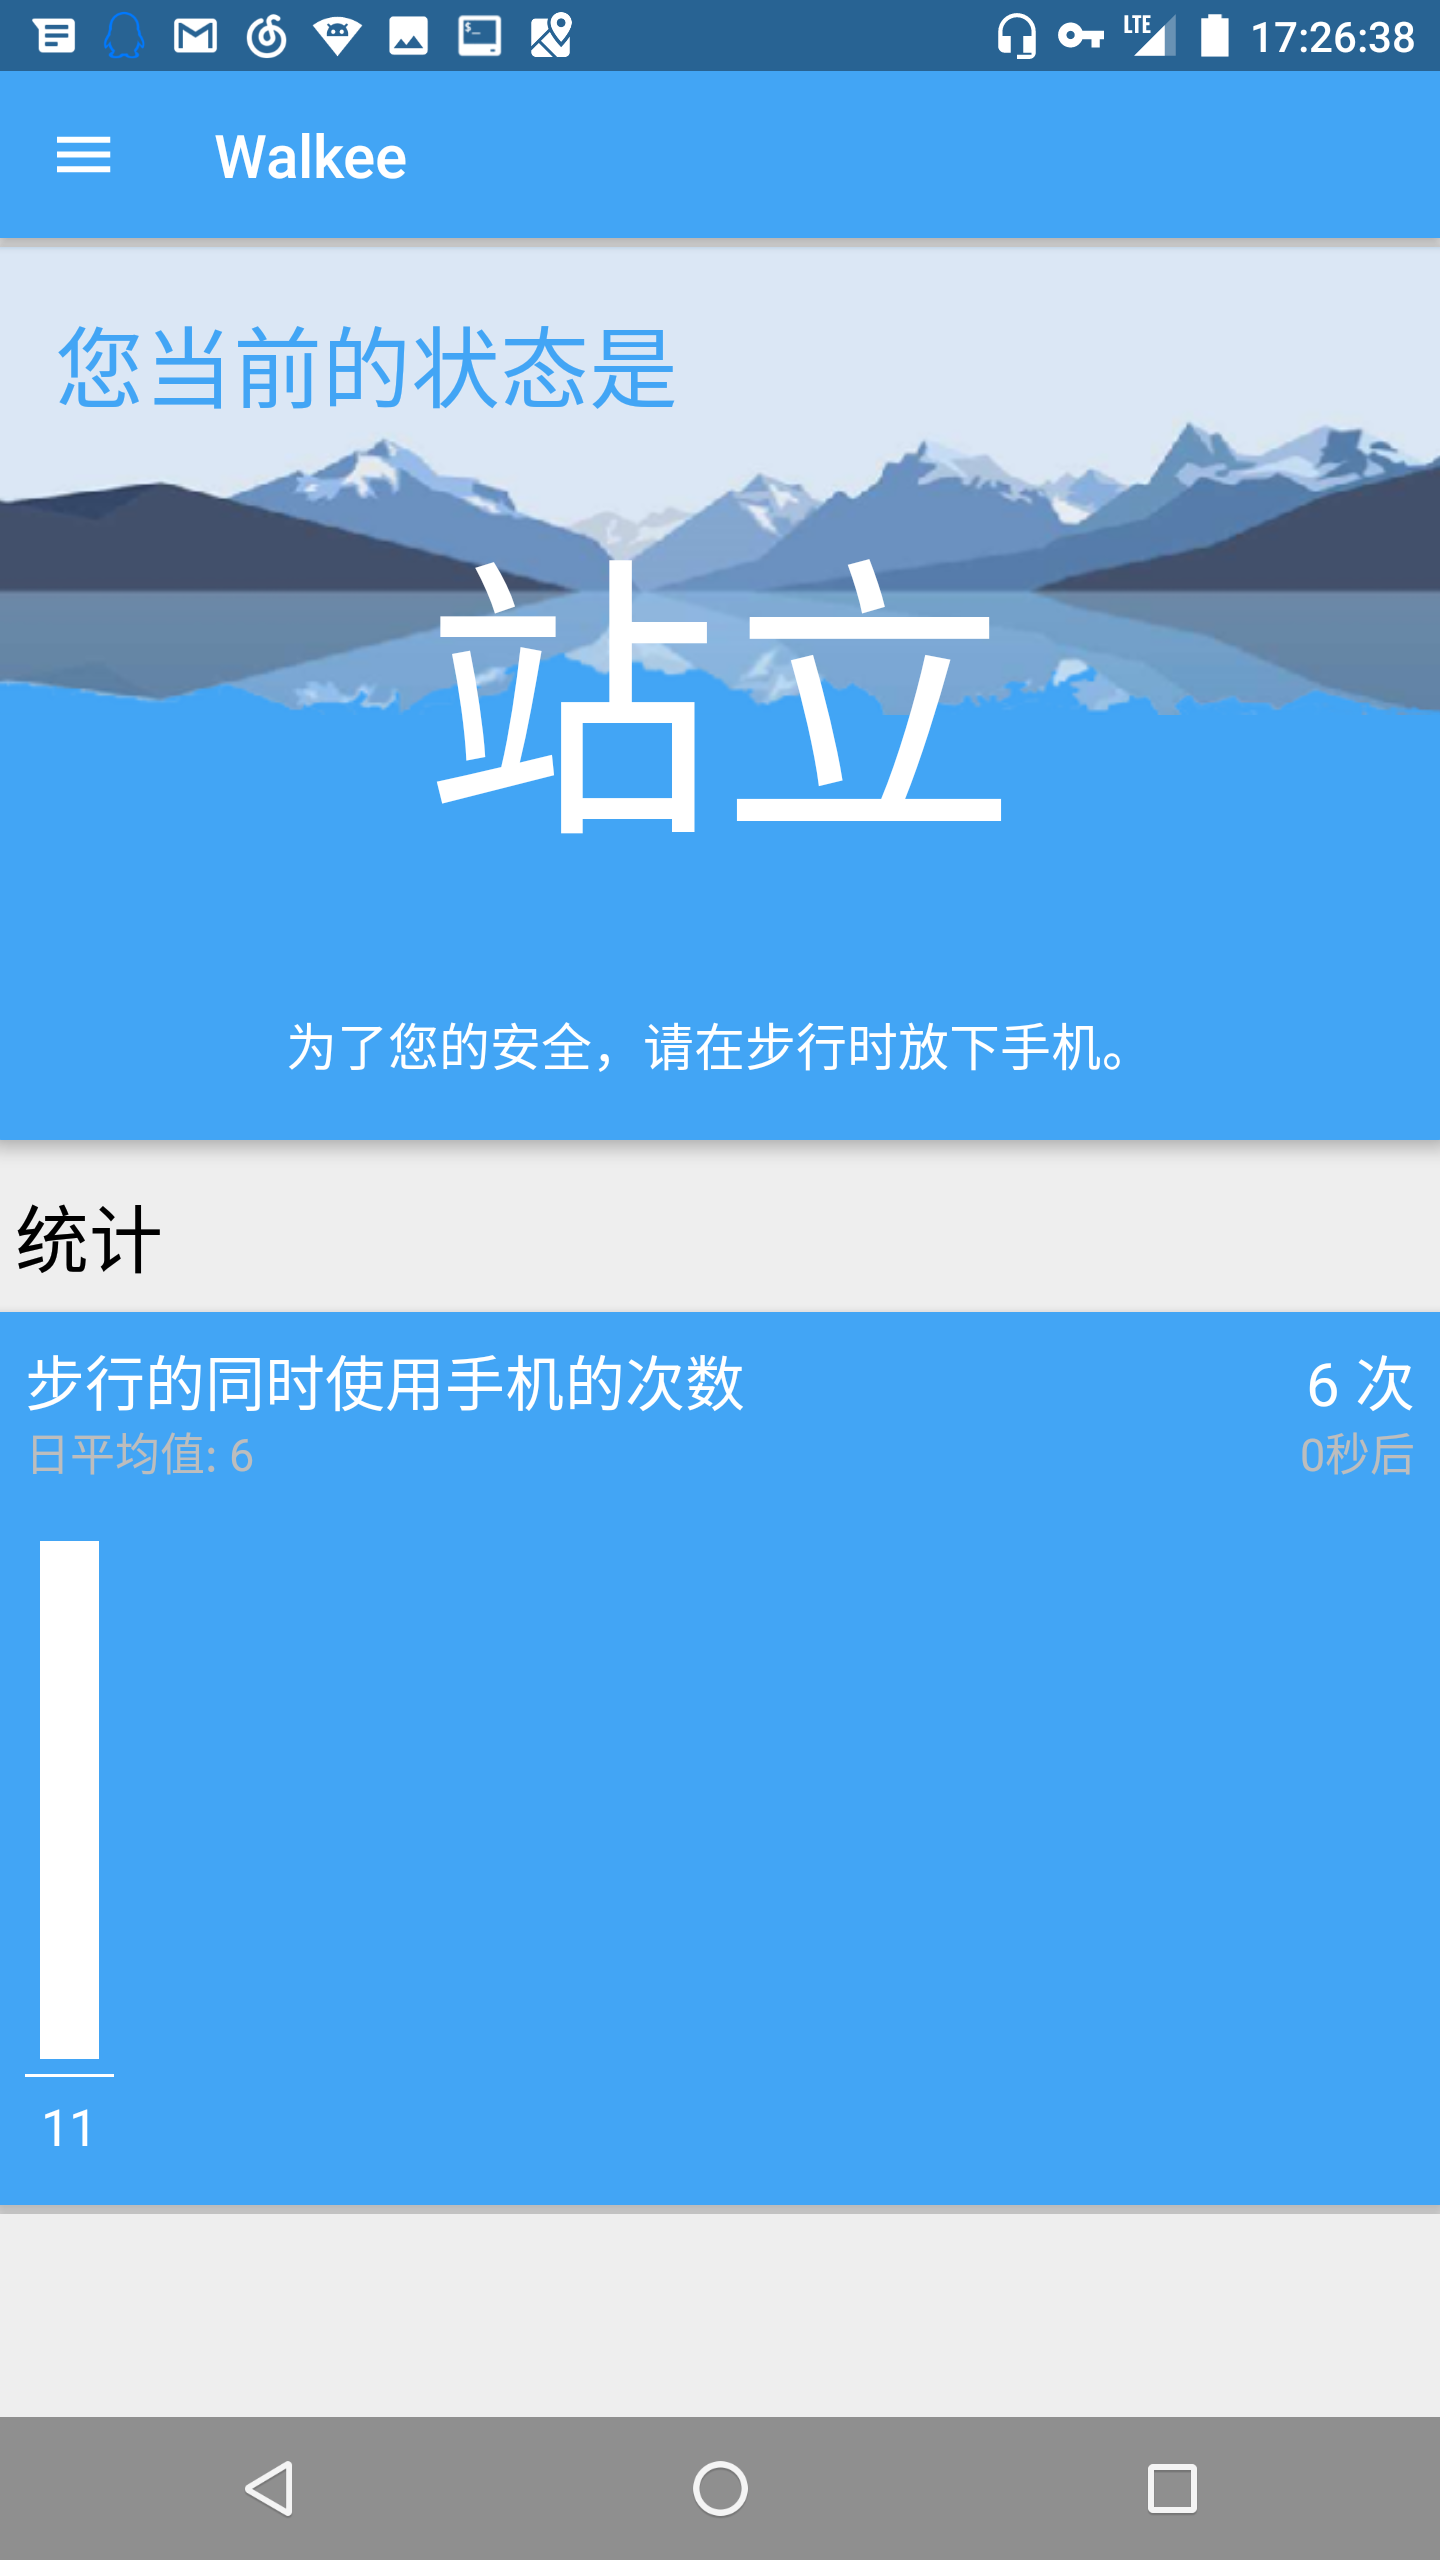 LTE 17:26:38
Walkee
您当前的状态是
站立
为了您的安全，请在步行时放下手机。
统计
步行的同时使用手机的次数 6 次
日平均值: 6 0秒后
11